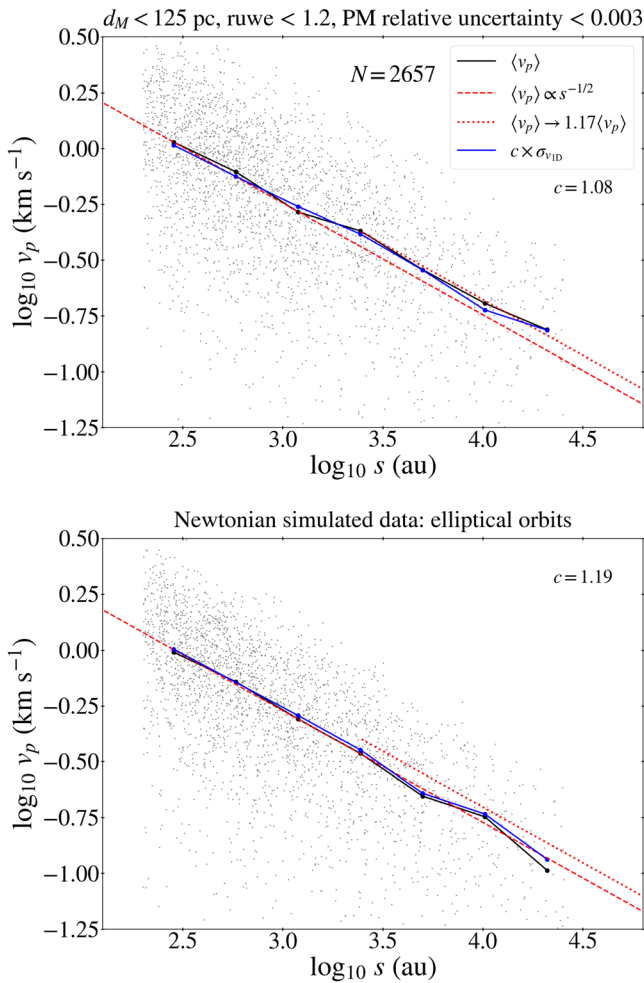 d_M < 125 pc, ruwe < 1.2, PM relative uncertainty < 0.003
0.50
0.25
0.00
−0.25
−0.50
−0.75
−1.00
−1.25
log₁₀ v_p (km s⁻¹)
N = 2657
⟨v_p⟩
⟨v_p⟩ ∝ s^{−1/2}
⟨v_p⟩ → 1.17⟨v_p⟩
c × σ_{v_{1D}}
c = 1.08
2.5 3.0 3.5 4.0 4.5
log₁₀ s (au)
Newtonian simulated data: elliptical orbits
0.50
0.25
0.00
−0.25
−0.50
−0.75
−1.00
−1.25
log₁₀ v_p (km s⁻¹)
c = 1.19
2.5 3.0 3.5 4.0 4.5
log₁₀ s (au)